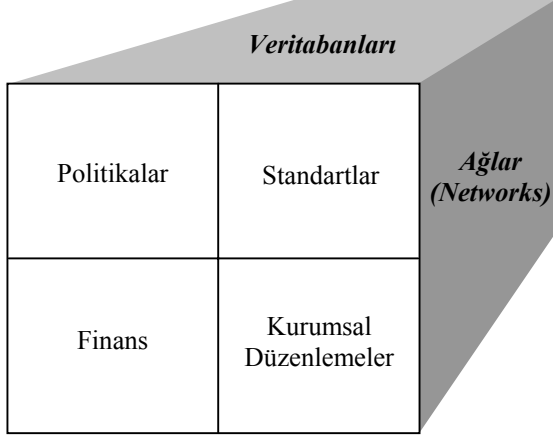 Veritabanları
Politikalar
Standartlar
Ağlar
(Networks)
Finans
Kurumsal
Düzenlemeler